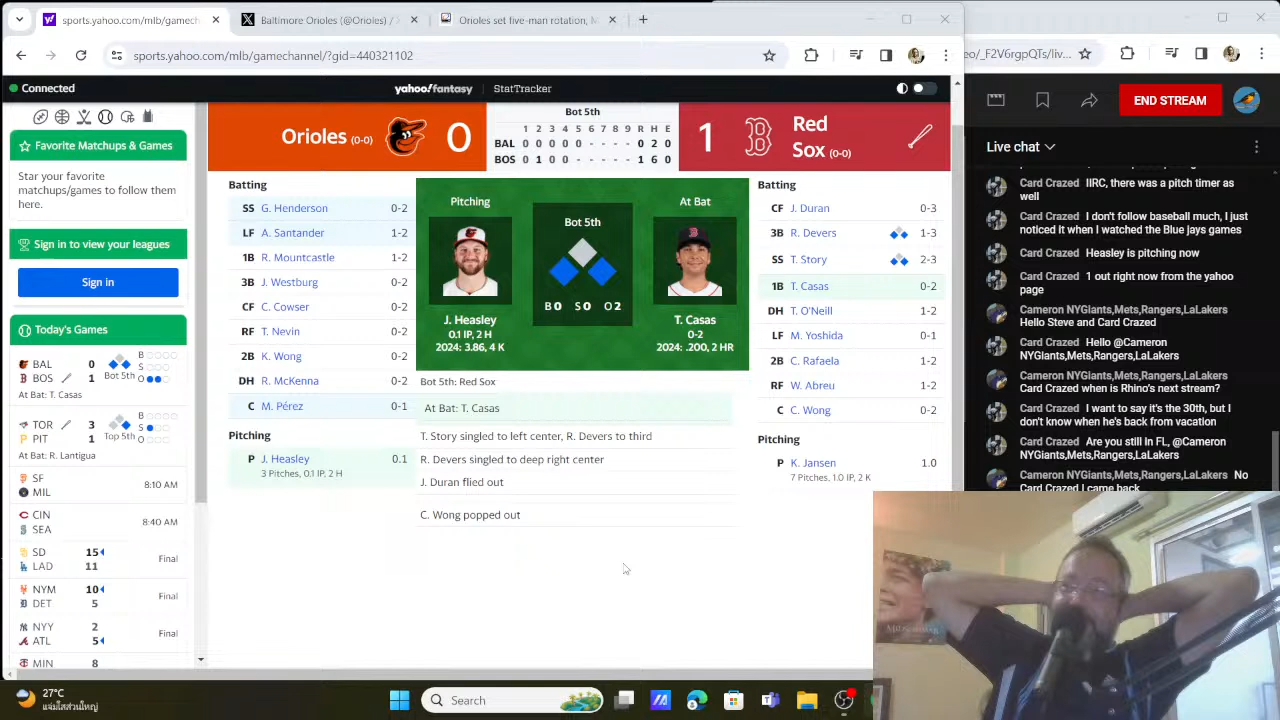 sports.yahoo.com/mlb/gamech
Baltimore Orioles (@Orioles) /
Orioles set five-man rotation,
sports.yahoo.com/mlb/gamechannel/?gid=440321102
eo/_F2V6rgpQTs/liv...
Connected
yahoo!fantasy
StatTracker
END STREAM
Live chat
Favorite Matchups & Games
Star your favorite
matchups/games to follow them
here.
Sign in to view your leagues
Sign in
Today's Games
BAL 0
BOS 1
Bot 5th
B
S
O
At Bat: T. Casas
TOR 3
PIT 1
Top 5th
B
S
O
At Bat: R. Lantigua
SF
MIL
8:10 AM
CIN
SEA
8:40 AM
SD 15
LAD 11
Final
NYM 10
DET 5
Final
NYY 2
ATL 5
Final
MIN 8
Orioles (0-0)
0
Bot 5th
1 2 3 4 5 6 7 8 9 R H E
BAL 0 0 0 0 0 - - - - 0 2 0
BOS 0 1 0 0 0 - - - - 1 6 0
1
B
Red
Sox (0-0)
Batting
SS G. Henderson 0-2
LF A. Santander 1-2
1B R. Mountcastle 1-2
3B J. Westburg 0-2
CF C. Cowser 0-2
RF T. Nevin 0-2
2B K. Wong 0-2
DH R. McKenna 0-2
C M. Pérez 0-1
Pitching
P J. Heasley 0.1
3 Pitches, 0.1 IP, 2 H
Pitching
J. Heasley
0.1 IP, 2 H
2024: 3.86, 4 K
Bot 5th
B 0 S 0 O 2
At Bat
T. Casas
0-2
2024: .200, 2 HR
Bot 5th: Red Sox
At Bat: T. Casas
T. Story singled to left center, R. Devers to third
R. Devers singled to deep right center
J. Duran flied out
C. Wong popped out
Batting
CF J. Duran 0-3
3B R. Devers 1-3
SS T. Story 2-3
1B T. Casas 0-2
DH T. O'Neill 1-2
LF M. Yoshida 0-1
2B C. Rafaela 1-2
RF W. Abreu 1-2
C C. Wong 0-2
Pitching
P K. Jansen 1.0
7 Pitches, 1.0 IP, 2 K
Card Crazed IIRC, there was a pitch timer as
well
Card Crazed I don't follow baseball much, I just
noticed it when I watched the Blue jays games
Card Crazed Heasley is pitching now
Card Crazed 1 out right now from the yahoo
page
Cameron NYGiants,Mets,Rangers,LaLakers
Hello Steve and Card Crazed
Card Crazed Hello @Cameron
NYGiants,Mets,Rangers,LaLakers
Cameron NYGiants,Mets,Rangers,LaLakers
Card Crazed when is Rhino's next stream?
Card Crazed I want to say it's the 30th, but I
don't know when he's back from vacation
Card Crazed Are you still in FL, @Cameron
NYGiants,Mets,Rangers,LaLakers
Cameron NYGiants,Mets,Rangers,LaLakers No
Card Crazed I came back
27°C
แจ่มใสส่วนใหญ่
Search